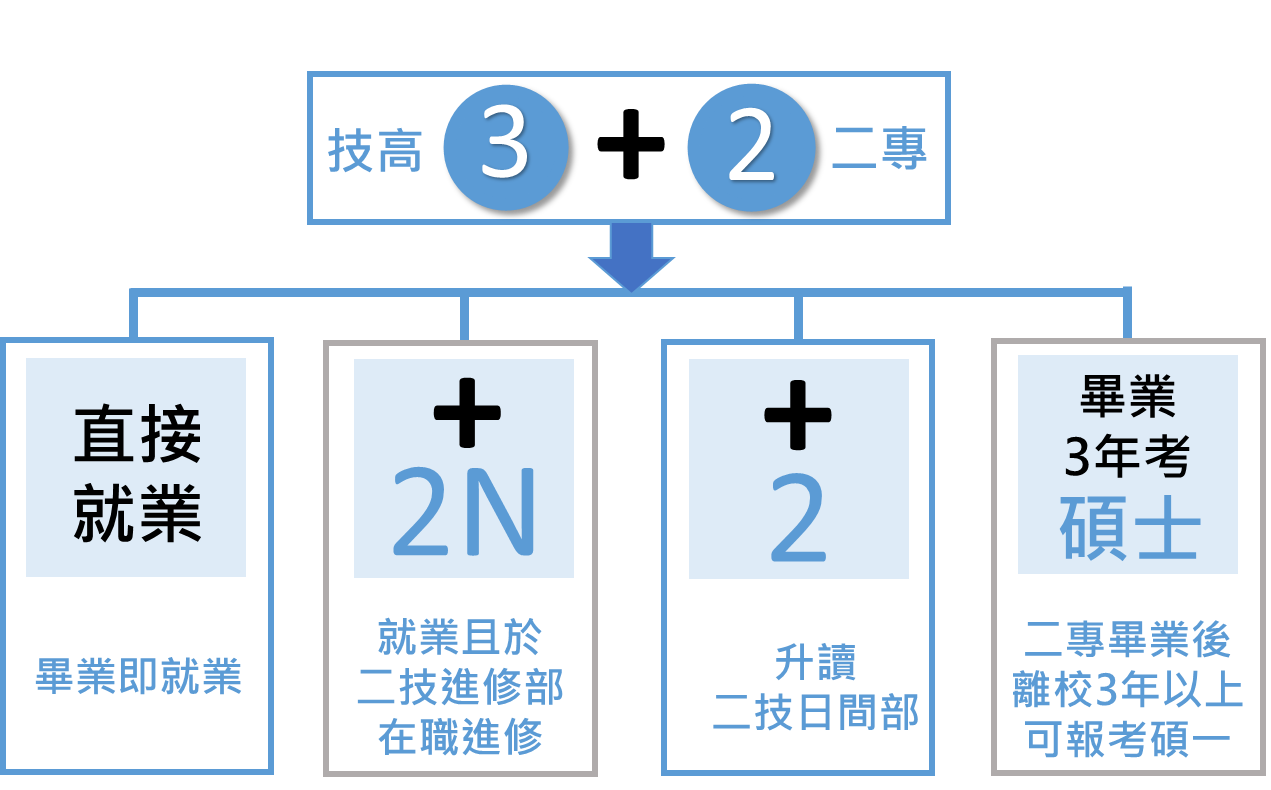 技高 3 + 2 二專
直接
就業
畢業即就業
+
2N
就業且於
二技進修部
在職進修
+
2
升讀
二技日間部
畢業
3年考
碩士
二專畢業後
離校3年以上
可報考碩一